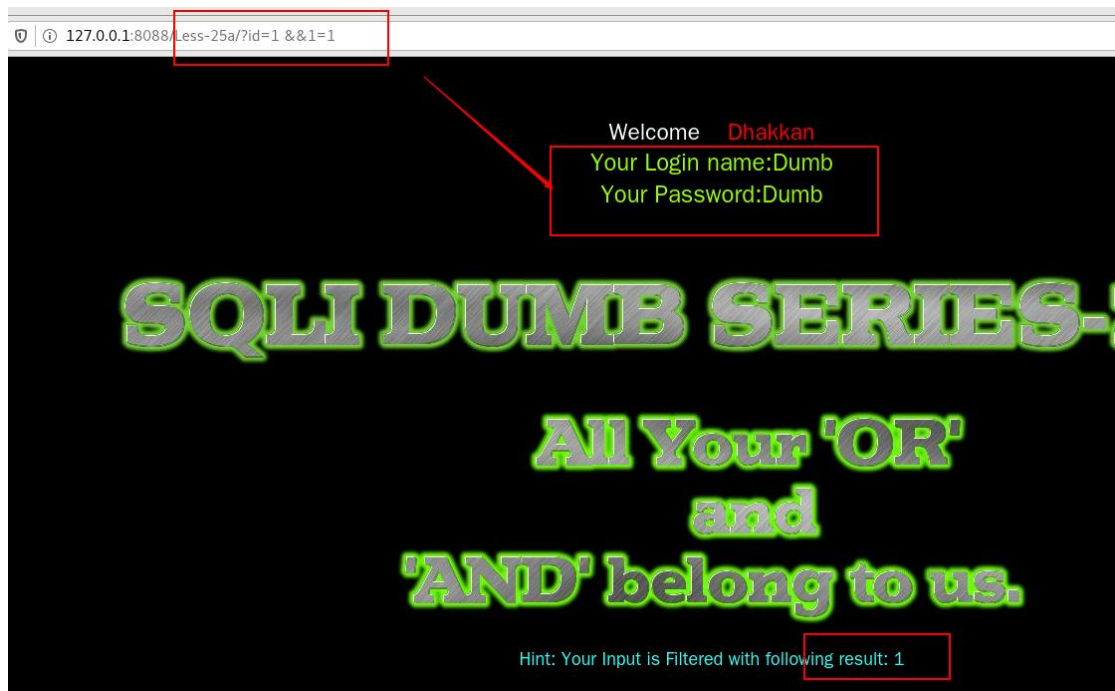 127.0.0.1:8088/Less-25a/?id=1 &&1=1
Welcome Dhakkan
Your Login name:Dumb
Your Password:Dumb
SQLI DUMB SERIES-
All Your 'OR'
and
'AND' belong to us.
Hint: Your Input is Filtered with following result: 1